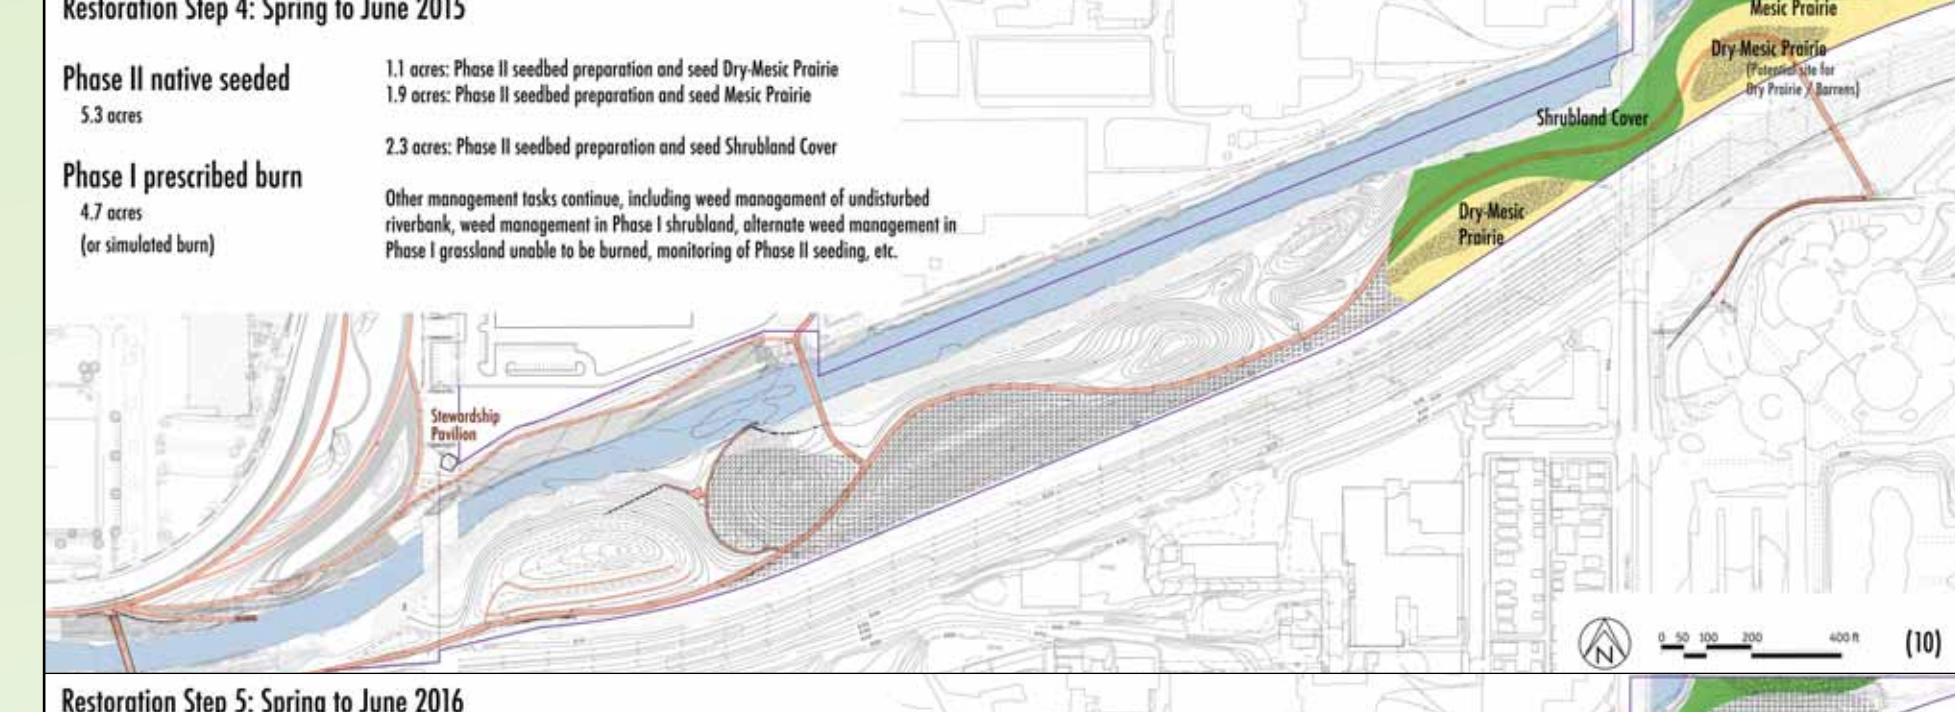 Restoration Step 4: Spring to June 2015
Phase II native seeded
5.3 acres
Phase I prescribed burn
4.7 acres
(or simulated burn)
1.1 acres: Phase II seedbed preparation and seed Dry-Mesic Prairie
1.9 acres: Phase II seedbed preparation and seed Mesic Prairie
2.3 acres: Phase II seedbed preparation and seed Shrubland Cover
Other management tasks continue, including weed managament of undisturbed
riverbank, weed management in Phase I shrubland, alternate weed management in
Phase I grassland unable to be burned, monitoring of Phase II seeding, etc.
Mesic Prairie
Dry-Mesic Prairie
(Potential site for
Dry Prairie / Barrens)
Shrubland Cover
Dry-Mesic
Prairie
Stewardship
Pavilion
N
0 50 100 200 400 ft
(10)
Restoration Step 5: Spring to June 2016